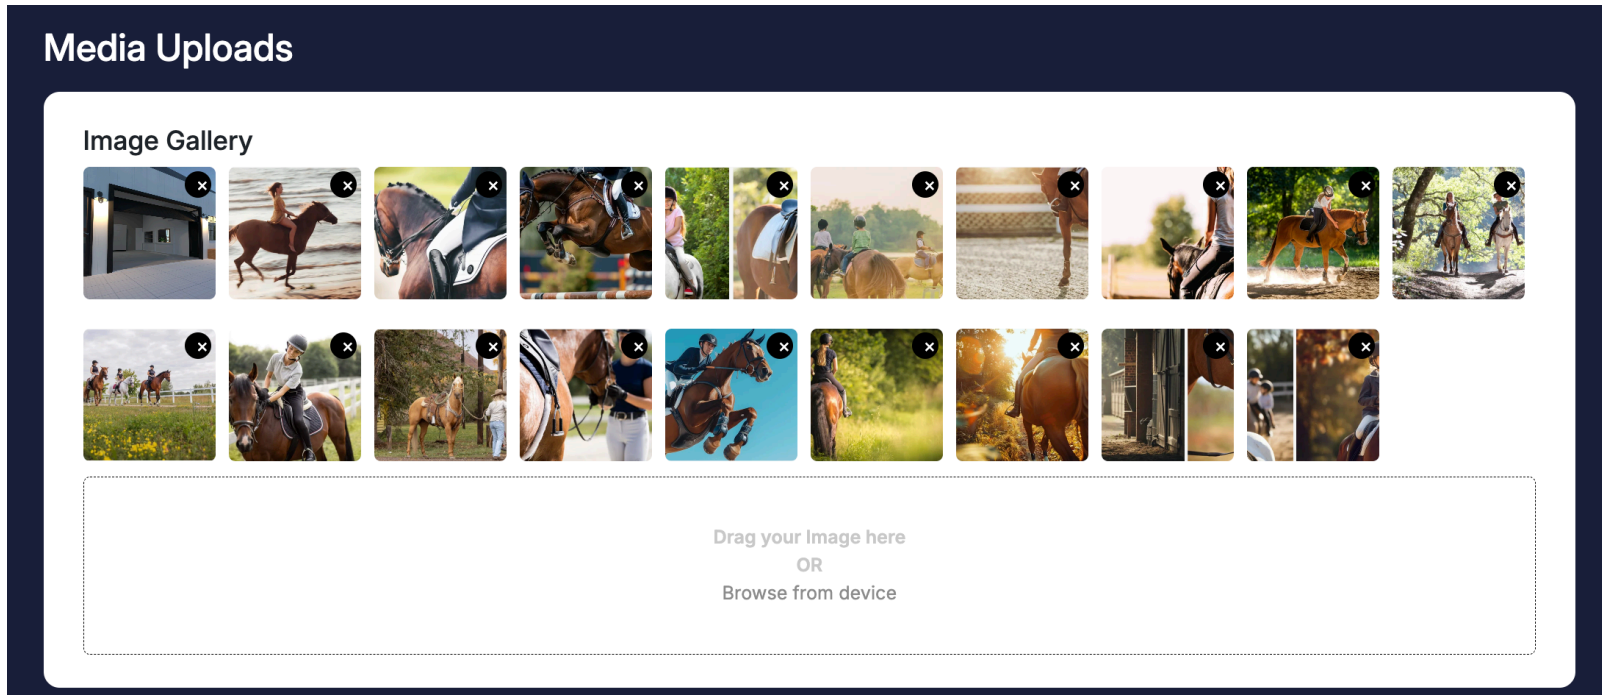 Media Uploads
Image Gallery
Drag your Image here
OR
Browse from device